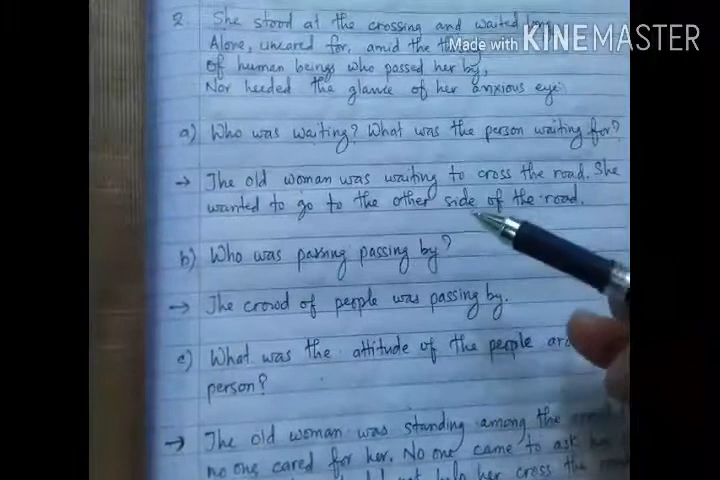 2 She stood at the crossing and waited long
Made with KINEMASTER
Alone, uncared for, amid the
of human beings who passed her by,
Nor heeded the glance of her anxious eye:
a) Who was waiting? What was the person waiting for?
→ The old woman was waiting to cross the road. She
wanted to go to the other side of the road.
b) Who was passing passing by?
→ The crowd of people was passing by.
c) What was the attitude of the people
person?
→ The old woman was standing among the
no one cared for her. No one came to ask
help her cross the